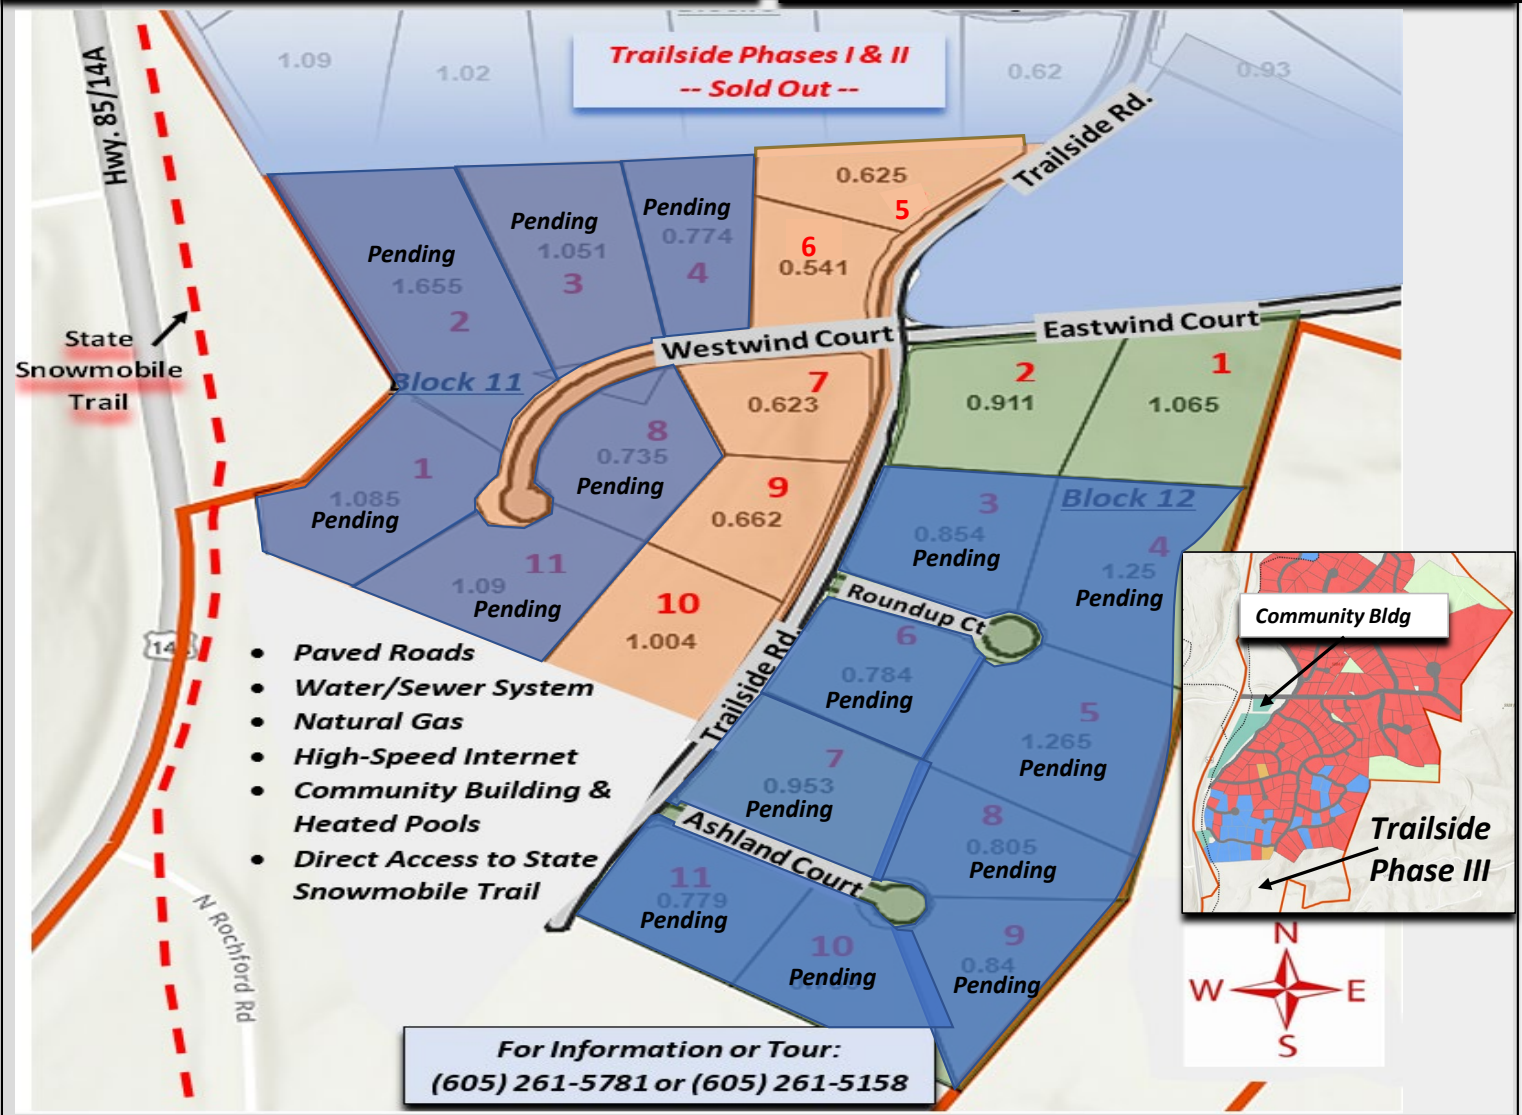 1.09
1.02
0.62
0.93
Trailside Phases I & II
-- Sold Out --
Hwy. 85/14A
Trailside Rd.
0.625
5
6
0.541
Pending
1.655
2
Pending
1.051
3
Pending
0.774
4
State
Snowmobile
Trail
Westwind Court
Eastwind Court
Block 11
7
0.623
2
0.911
1
1.065
8
0.735
Pending
1
1.085
Pending
9
0.662
3
0.854
Pending
Block 12
4
1.25
Pending
11
1.09
Pending
10
1.004
Roundup Ct
6
0.784
Pending
Trailside Rd.
5
1.265
Pending
7
0.953
Pending
Ashland Court
8
0.805
Pending
11
0.779
Pending
10
Pending
9
0.84
Pending
14
• Paved Roads
• Water/Sewer System
• Natural Gas
• High-Speed Internet
• Community Building &
Heated Pools
• Direct Access to State
Snowmobile Trail
N Rochford Rd
Community Bldg
Trailside
Phase III
N
W E
S
For Information or Tour:
(605) 261-5781 or (605) 261-5158